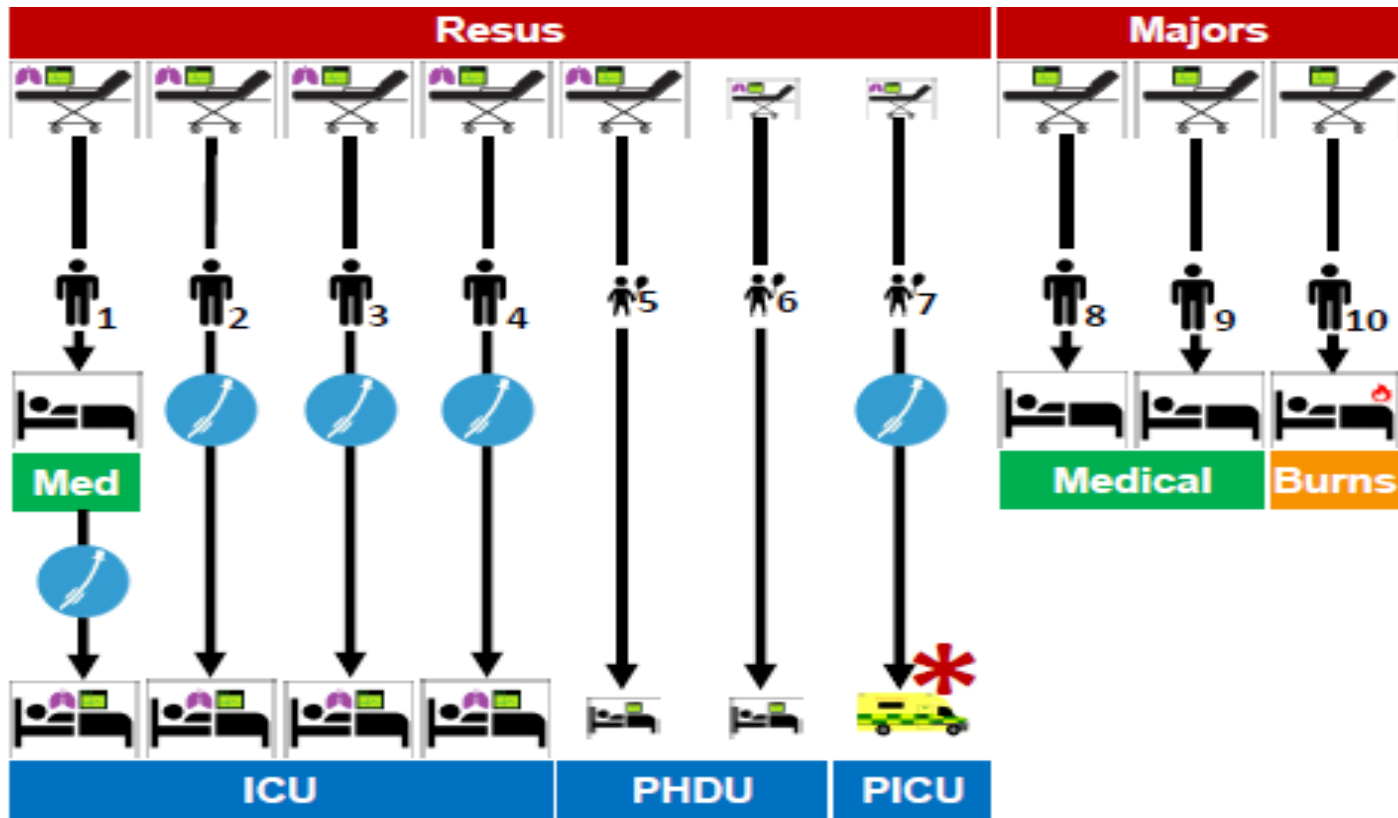 Resus Majors
1 2 3 4 5 6 7 8 9 10
Med Medical Burns
*
ICU PHDU PICU